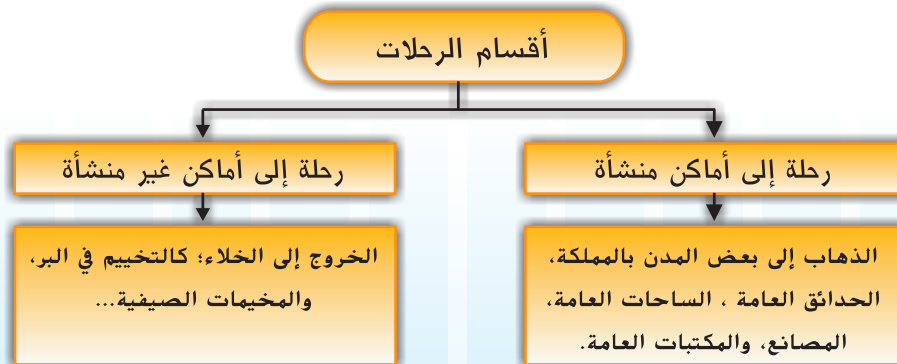 أقسام الرحلات
رحلة إلى أماكن منشأة
الذهاب إلى بعض المدن بالمملكة،
الحدائق العامة ، الساحات العامة،
المصانع، والمكتبات العامة.
رحلة إلى أماكن غير منشأة
الخروج إلى الخلاء؛ كالتخييم في البر،
والمخيمات الصيفية...